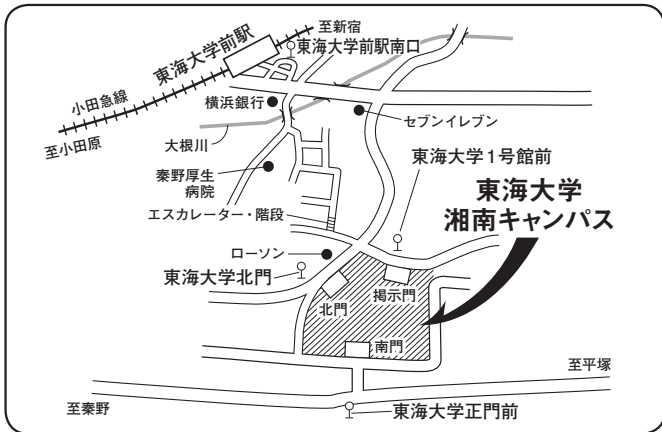 至新宿
東海大学前駅南口
東海大学前駅
小田急線
至小田原
横浜銀行
セブンイレブン
大根川
東海大学1号館前
秦野厚生
病院
東海大学
湘南キャンパス
エスカレーター・階段
ローソン
東海大学北門
北門
掲示門
南門
至平塚
至秦野
東海大学正門前